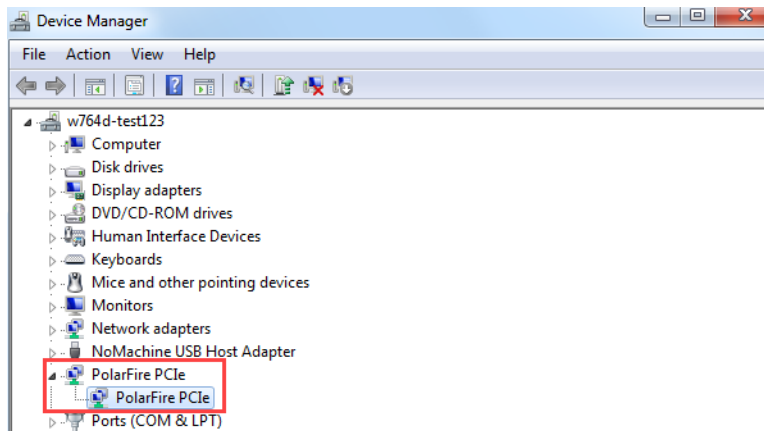 Device Manager
File Action View Help
w764d-test123
Computer
Disk drives
Display adapters
DVD/CD-ROM drives
Human Interface Devices
Keyboards
Mice and other pointing devices
Monitors
Network adapters
NoMachine USB Host Adapter
PolarFire PCIe
PolarFire PCIe
Ports (COM & LPT)